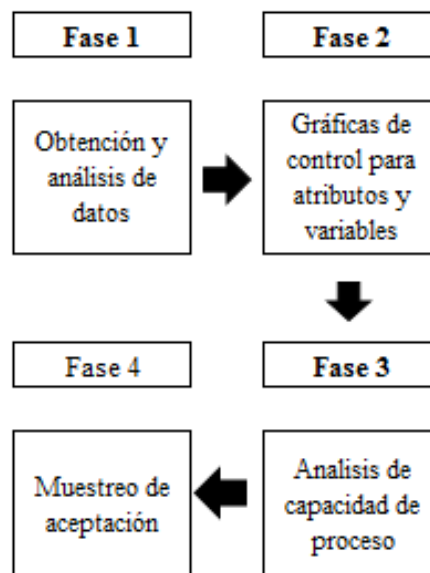 Fase 1
Obtención y
análisis de
datos
Fase 2
Gráficas de
control para
atributos y
variables
Fase 3
Analisis de
capacidad de
proceso
Fase 4
Muestreo de
aceptación